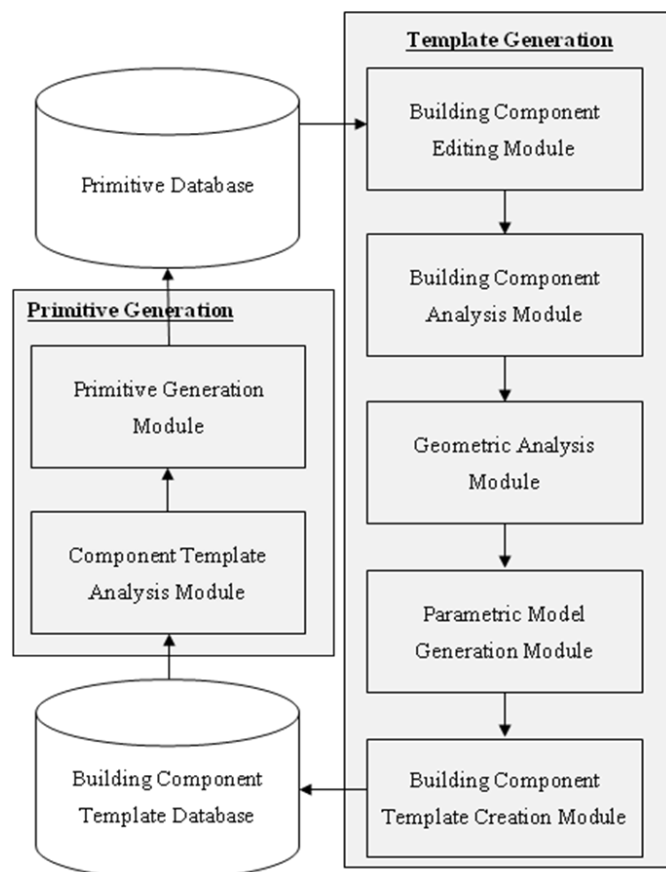 Template Generation
Building Component
Editing Module
Primitive Database
Building Component
Analysis Module
Primitive Generation
Primitive Generation
Module
Geometric Analysis
Module
Component Template
Analysis Module
Parametric Model
Generation Module
Building Component
Template Database
Building Component
Template Creation Module